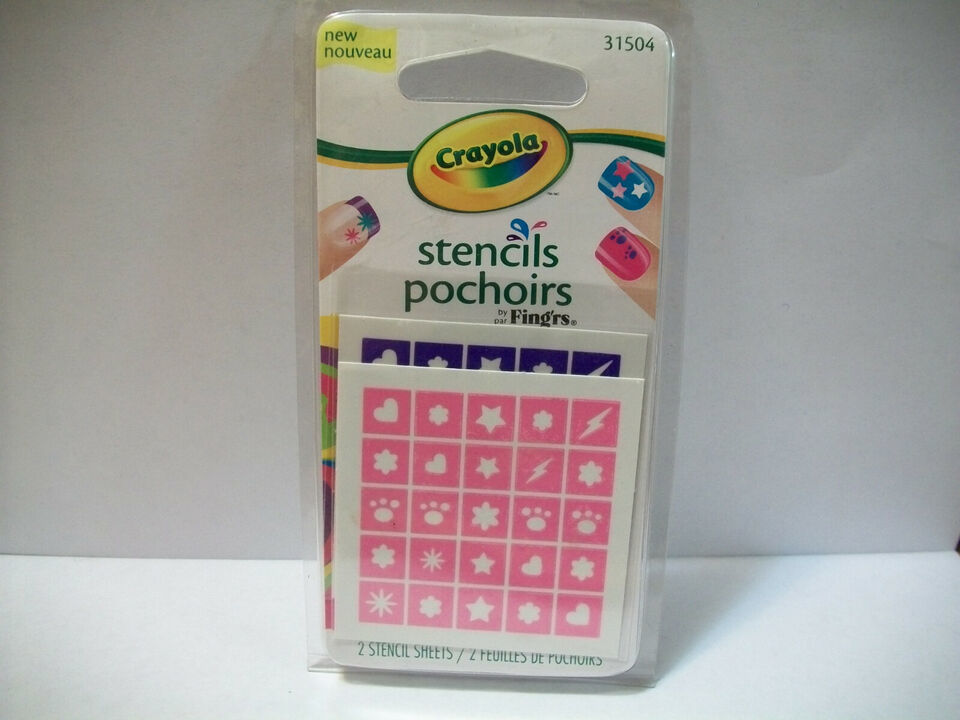 new
nouveau
31504
Crayola
stencils
pochoirs
by
par Fing'rs®
2 STENCIL SHEETS / 2 FEUILLES DE POCHOIRS